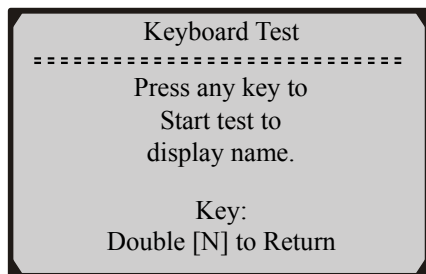 Keyboard Test
==============================
Press any key to
Start test to
display name.
Key:
Double [N] to Return